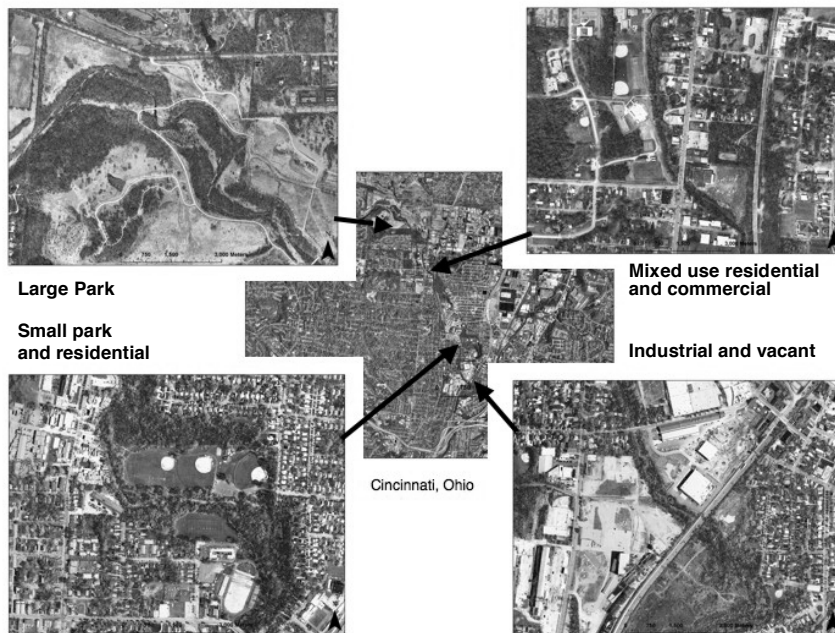 Large Park
Mixed use residential
and commercial
Small park
and residential
Industrial and vacant
Cincinnati, Ohio